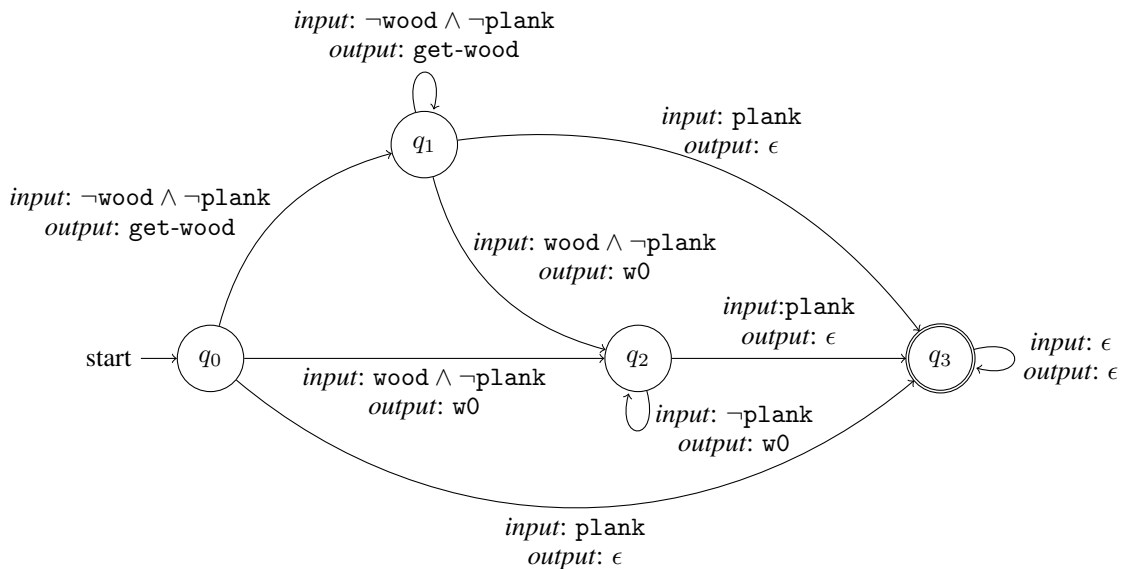 input: ¬wood ∧ ¬plank
output: get-wood
q1
input: plank
output: ϵ
input: ¬wood ∧ ¬plank
output: get-wood
input: wood ∧ ¬plank
output: w0
start
q0
input: wood ∧ ¬plank
output: w0
q2
input:plank
output: ϵ
input: ¬plank
output: w0
q3
input: ϵ
output: ϵ
input: plank
output: ϵ